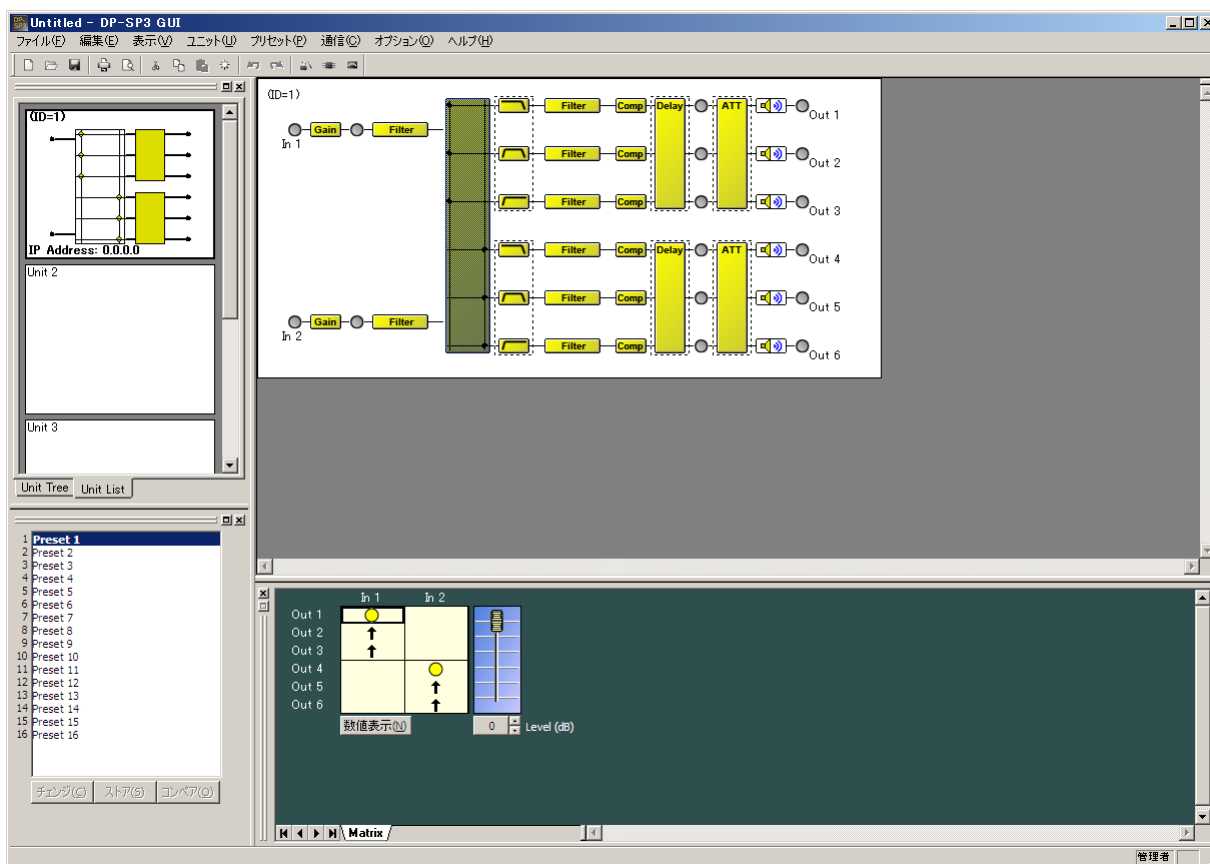 DP-SP3
Untitled - DP-SP3 GUI
ファイル(F) 編集(E) 表示(V) ユニット(U) プリセット(P) 通信(C) オプション(O) ヘルプ(H)
(ID=1)
IP Address: 0.0.0.0
Unit 2
Unit 3
Unit Tree Unit List
1 Preset 1
2 Preset 2
3 Preset 3
4 Preset 4
5 Preset 5
6 Preset 6
7 Preset 7
8 Preset 8
9 Preset 9
10 Preset 10
11 Preset 11
12 Preset 12
13 Preset 13
14 Preset 14
15 Preset 15
16 Preset 16
チェンジ(C) ストア(S) コンペア(O)
(ID=1)
In 1 Gain Filter
In 2 Gain Filter
Filter Comp Delay ATT Out 1
Filter Comp Out 2
Filter Comp Out 3
Filter Comp Delay ATT Out 4
Filter Comp Out 5
Filter Comp Out 6
In 1 In 2
Out 1
Out 2
Out 3
Out 4
Out 5
Out 6
数値表示(N) 0 Level (dB)
Matrix
管理者